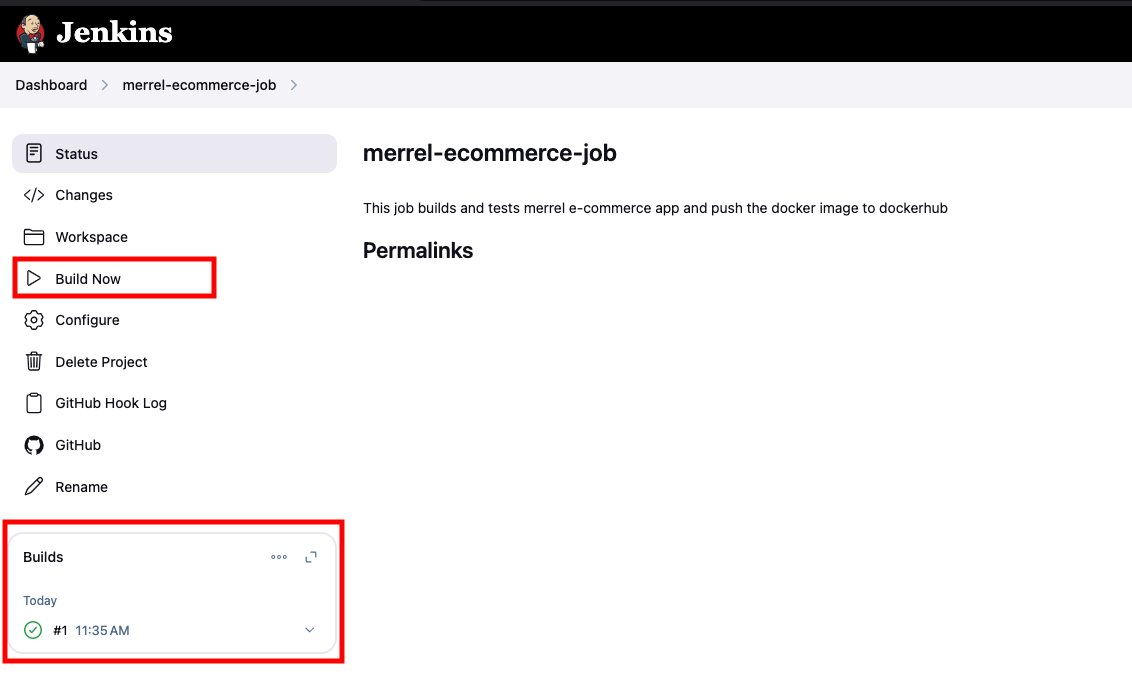 Jenkins
Dashboard
merrel-ecommerce-job
Status
Changes
Workspace
Build Now
Configure
Delete Project
GitHub Hook Log
GitHub
Rename
Builds
Today
#1 11:35 AM
merrel-ecommerce-job
This job builds and tests merrel e-commerce app and push the docker image to dockerhub
Permalinks